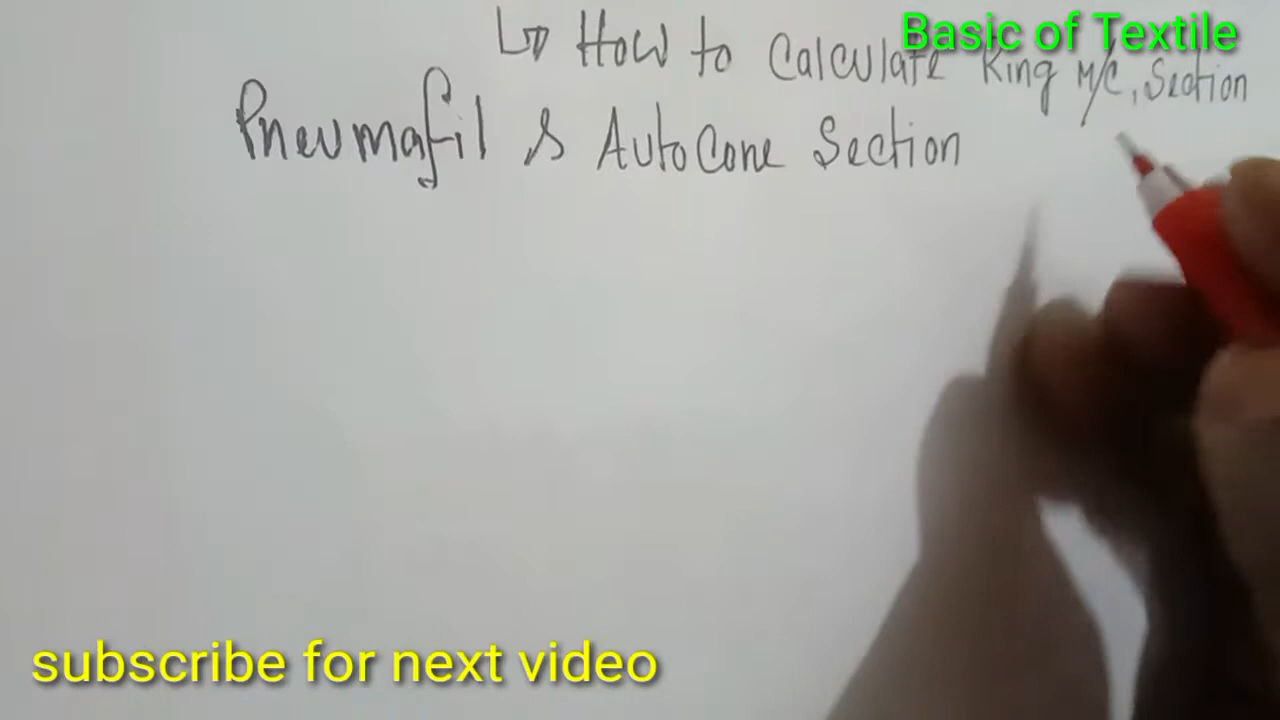 Basic of Textile
↳ How to Calculate Ring M/C, Section
Pneumafil & AutoCone Section
subscribe for next video